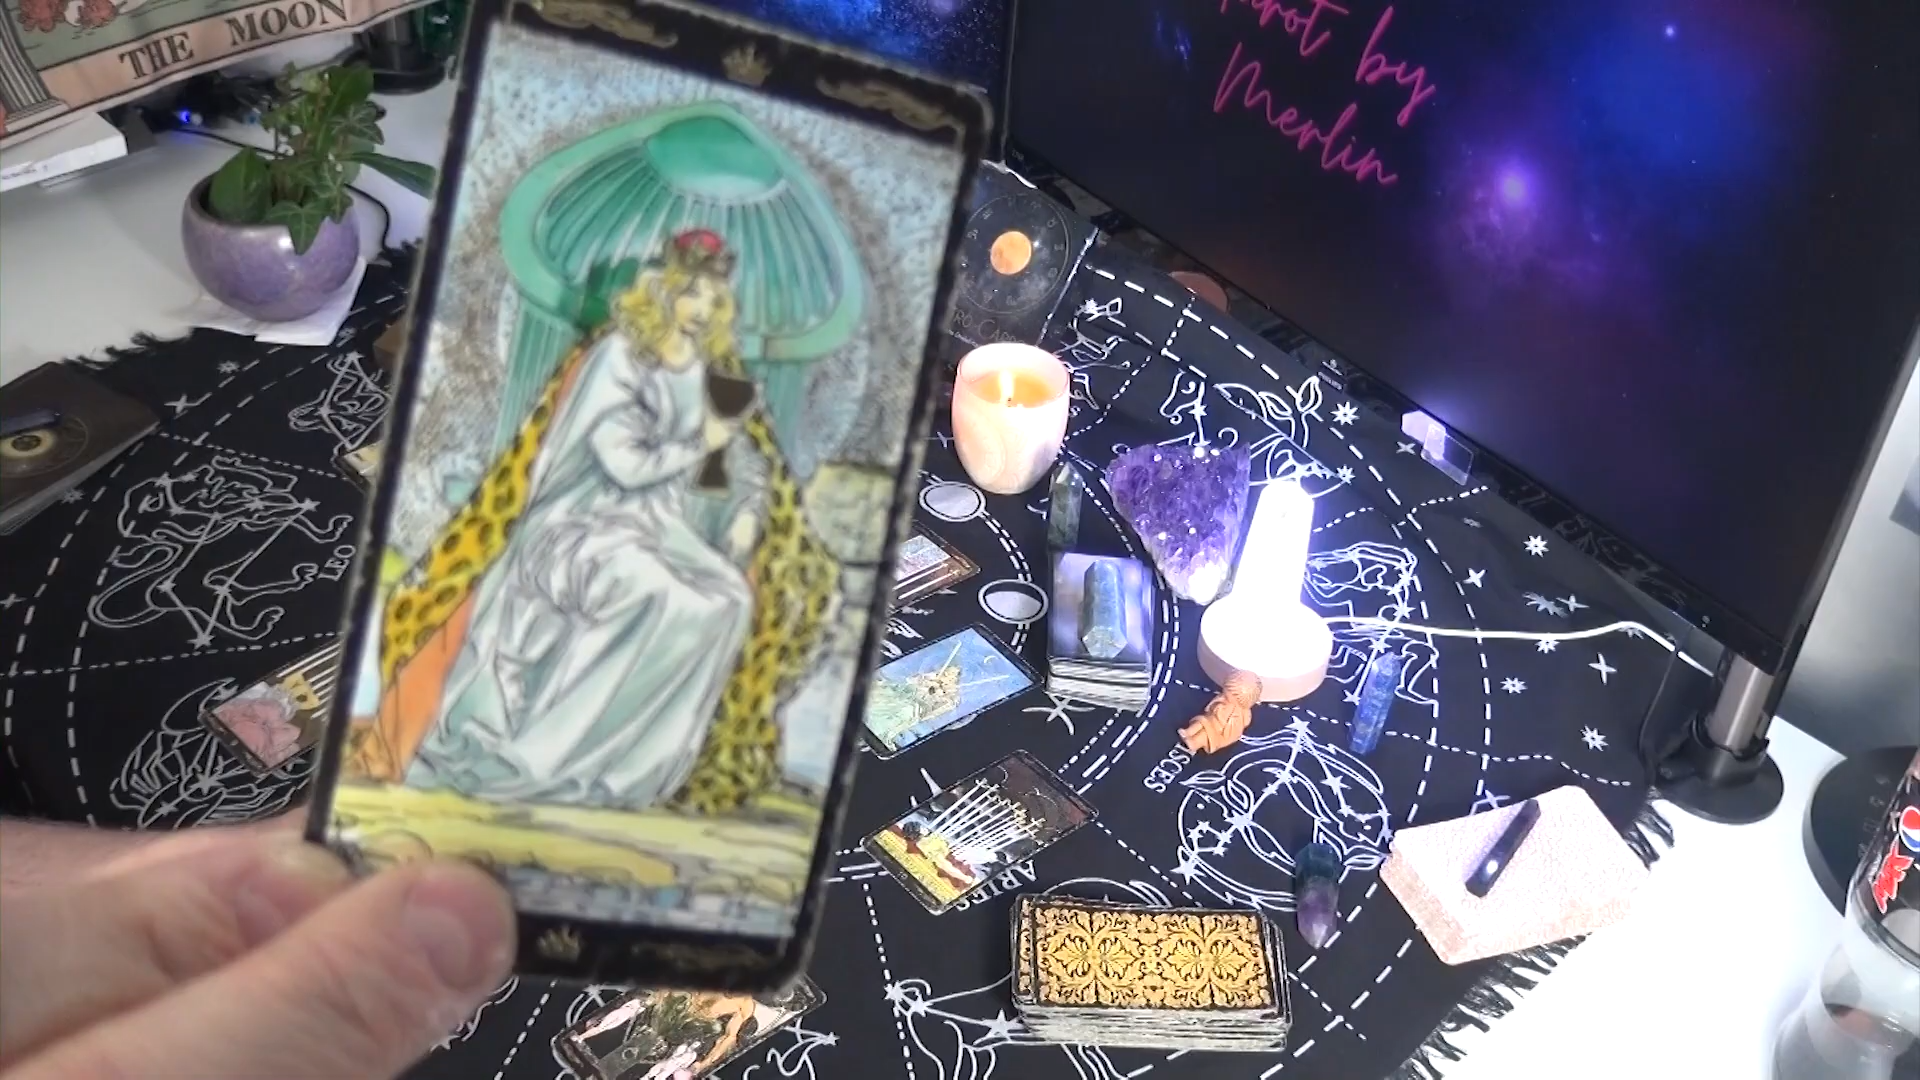 THE MOON
Tarot by
Merlin
LEO
PISCES
ARIES